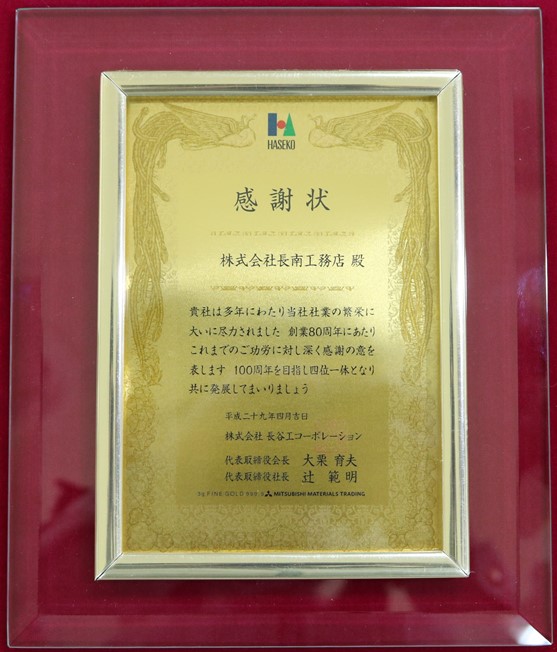 HASEKO
感謝状
株式会社長南工務店 殿
貴社は多年にわたり当社社業の繁栄に
大いに尽力されました 創業80周年にあたり
これまでのご功労に対し深く感謝の意を
表します 100周年を目指し四位一体となり
共に発展してまいりましょう
平成二十九年四月吉日
株式会社 長谷工コーポレーション
代表取締役会長 大栗 育夫
代表取締役社長 辻 範明
3g FINE GOLD 999.9 MITSUBISHI MATERIALS TRADING